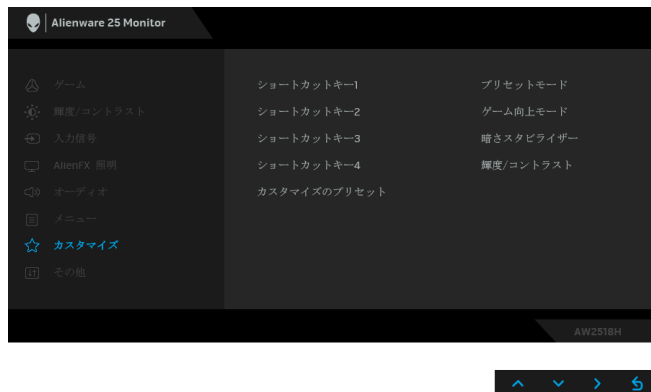 Alienware 25 Monitor
ゲーム
輝度/コントラスト
入力信号
AlienFX 照明
オーディオ
メニュー
カスタマイズ
その他
ショートカットキー1 プリセットモード
ショートカットキー2 ゲーム向上モード
ショートカットキー3 暗さスタビライザー
ショートカットキー4 輝度/コントラスト
カスタマイズのプリセット
AW2518H